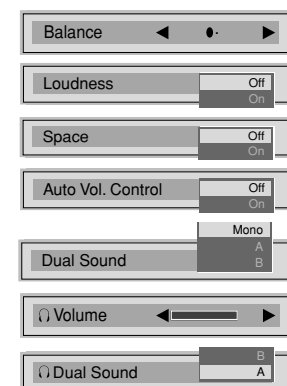 Balance
Loudness
Off
On
Space
Off
On
Auto Vol. Control
Off
On
Mono
A
Dual Sound
B
Volume
B
Dual Sound
A